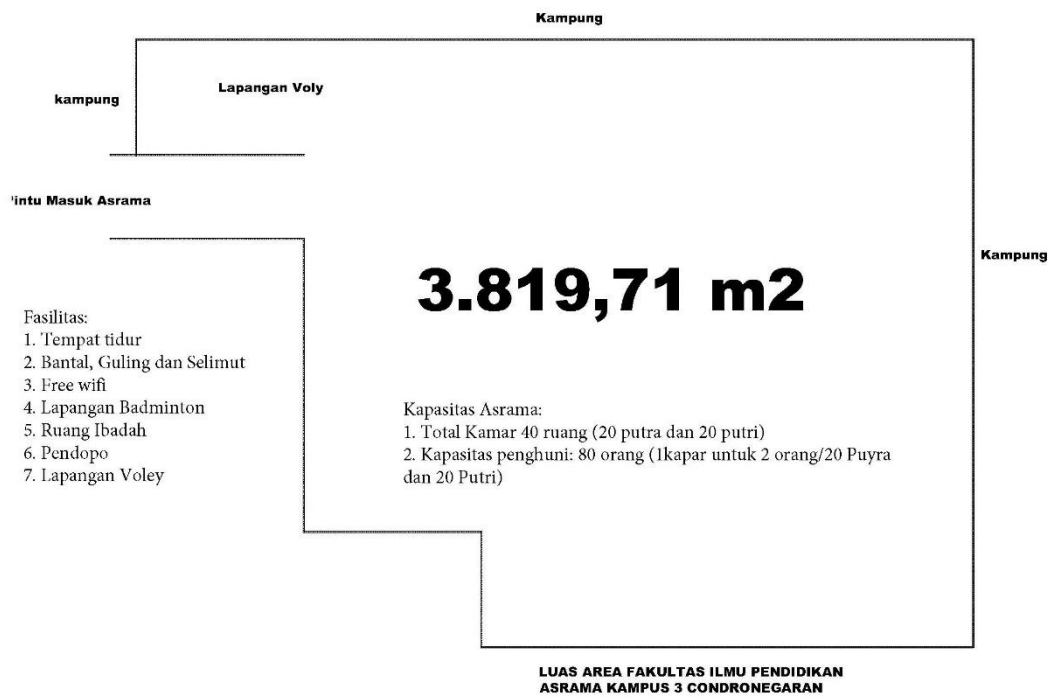 Kampung
kampung
Lapangan Voly
'intu Masuk Asrama
Kampung
3.819,71 m2
Fasilitas:
1. Tempat tidur
2. Bantal, Guling dan Selimut
3. Free wifi
4. Lapangan Badminton
5. Ruang Ibadah
6. Pendopo
7. Lapangan Voley
Kapasitas Asrama:
1. Total Kamar 40 ruang (20 putra dan 20 putri)
2. Kapasitas penghuni: 80 orang (1kapar untuk 2 orang/20 Puyra
dan 20 Putri)
LUAS AREA FAKULTAS ILMU PENDIDIKAN
ASRAMA KAMPUS 3 CONDRONEGARAN